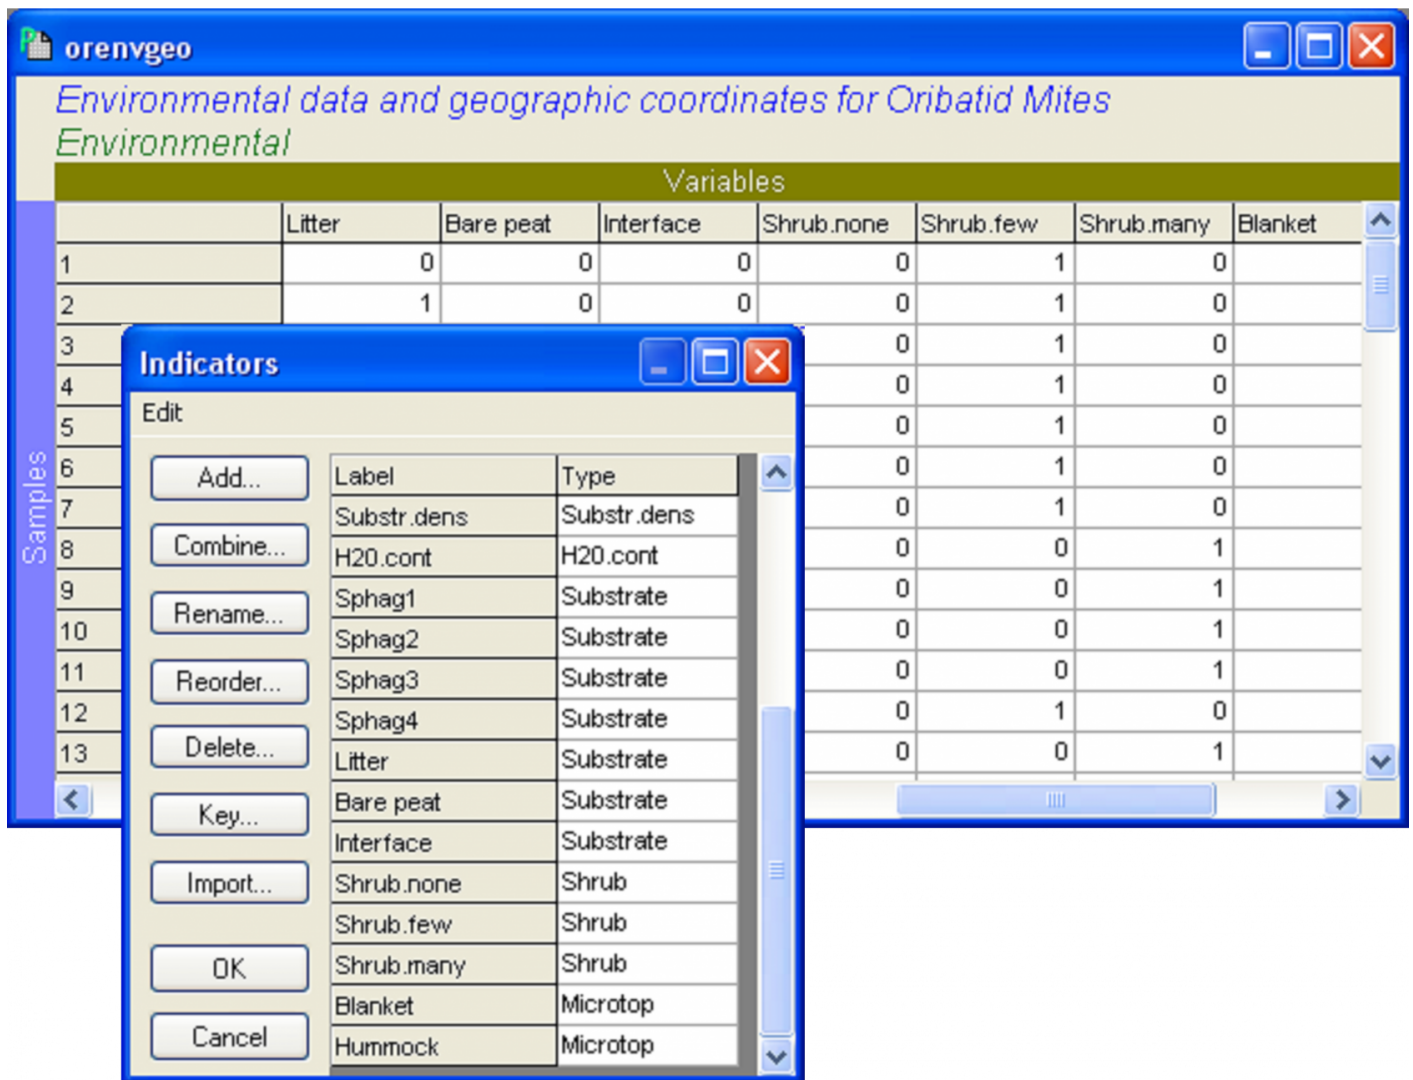 orenvgeo
Environmental data and geographic coordinates for Oribatid Mites
Environmental
Variables
Litter Bare peat Interface Shrub.none Shrub.few Shrub.many Blanket
1 0 0 0 0 1 0
2 1 0 0 0 1 0
3 0 1 0
4 0 1 0
5 0 1 0
6 0 1 0
7 0 1 0
8 0 0 1
9 0 0 1
10 0 0 1
11 0 0 1
12 0 1 0
13 0 0 1
Samples
Indicators
Edit
Add...
Combine...
Rename...
Reorder...
Delete...
Key...
Import...
OK
Cancel
Label Type
Substr.dens Substr.dens
H20.cont H20.cont
Sphag1 Substrate
Sphag2 Substrate
Sphag3 Substrate
Sphag4 Substrate
Litter Substrate
Bare peat Substrate
Interface Substrate
Shrub.none Shrub
Shrub.few Shrub
Shrub.many Shrub
Blanket Microtop
Hummock Microtop